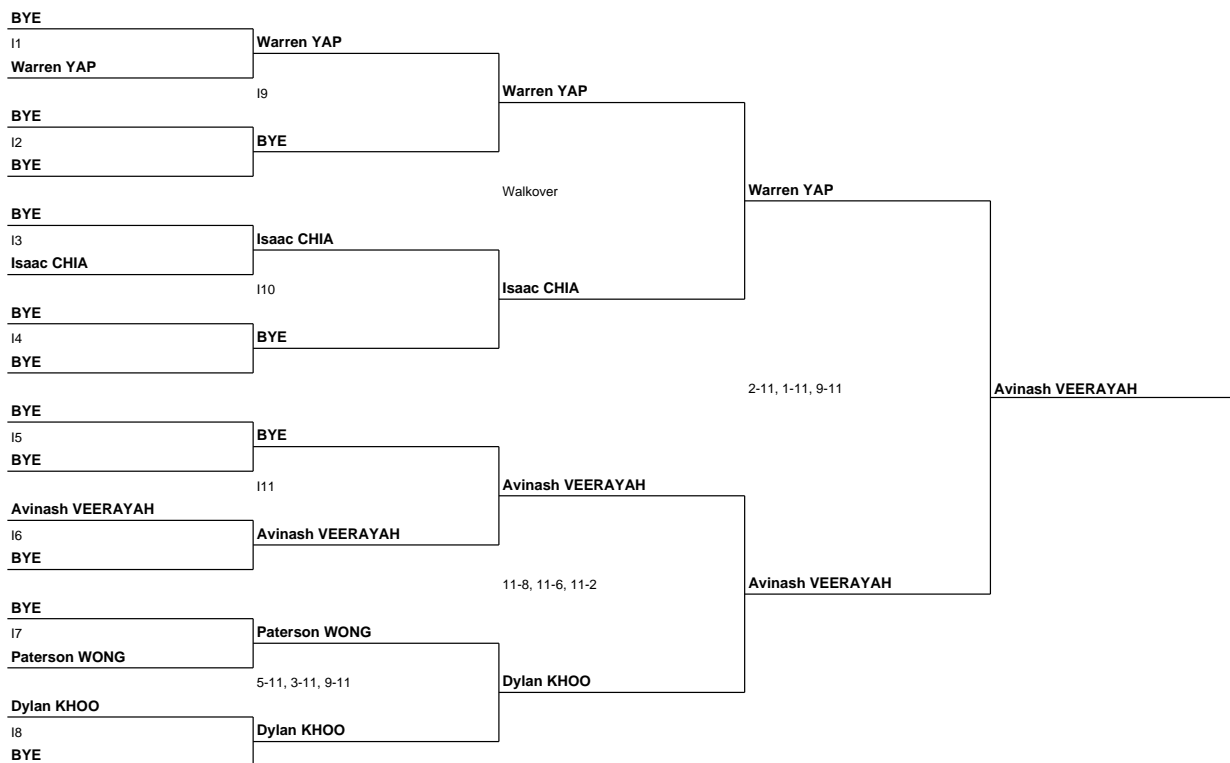 BYE
I1
Warren YAP
BYE
I2
BYE
BYE
I3
Isaac CHIA
BYE
I4
BYE
BYE
I5
BYE
Avinash VEERAYAH
I6
BYE
BYE
I7
Paterson WONG
Dylan KHOO
I8
BYE
Warren YAP
I9
BYE
Isaac CHIA
I10
BYE
BYE
I11
Avinash VEERAYAH
Paterson WONG
5-11, 3-11, 9-11
Dylan KHOO
Warren YAP
Walkover
Isaac CHIA
Avinash VEERAYAH
11-8, 11-6, 11-2
Dylan KHOO
Warren YAP
2-11, 1-11, 9-11
Avinash VEERAYAH
Avinash VEERAYAH